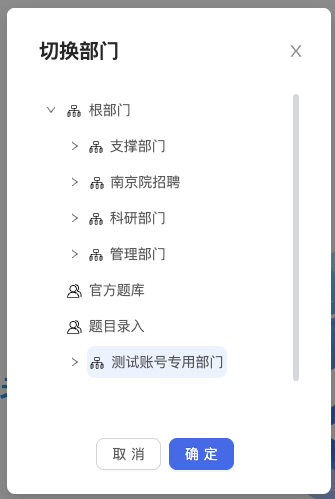 切换部门
根部门
支撑部门
南京院招聘
科研部门
管理部门
官方题库
题目录入
测试账号专用部门
取 消
确 定